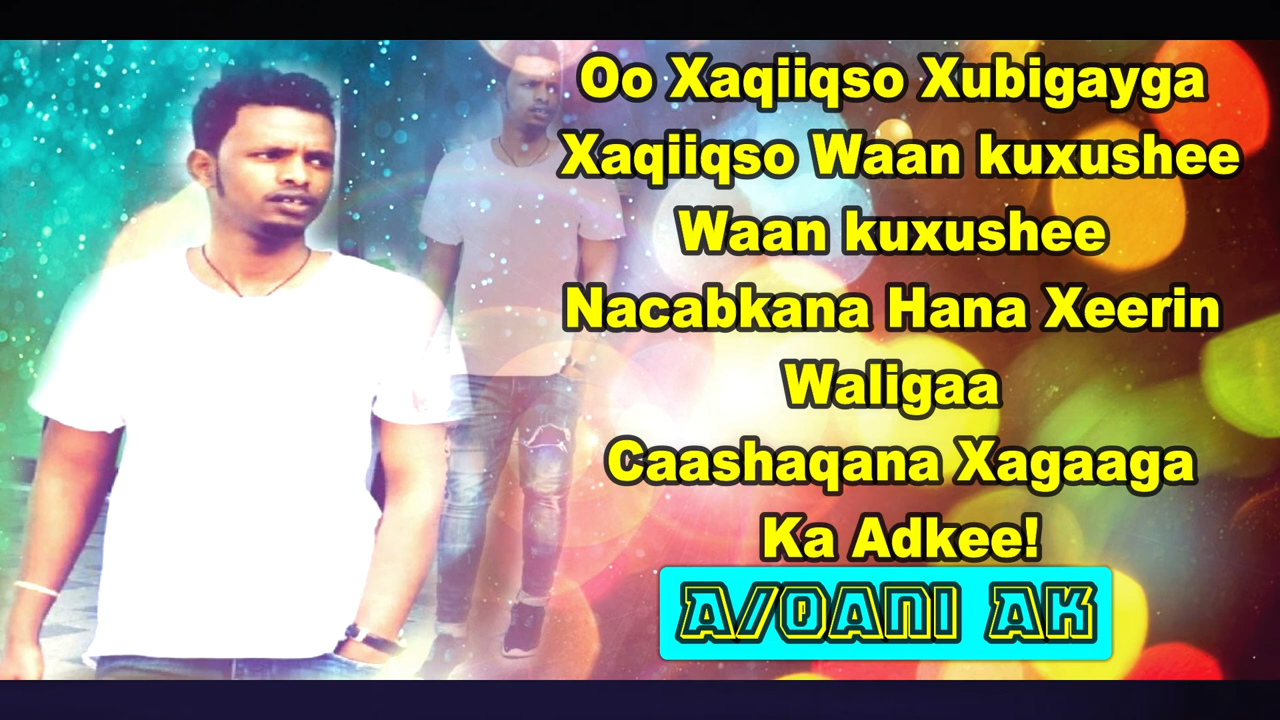 Oo Xaqiiqso Xubigayga
Xaqiiqso Waan kuxushee
Waan kuxushee
Nacabkana Hana Xeerin
Waligaa
Caashaqana Xagaaga
Ka Adkee!
A/QANI AK